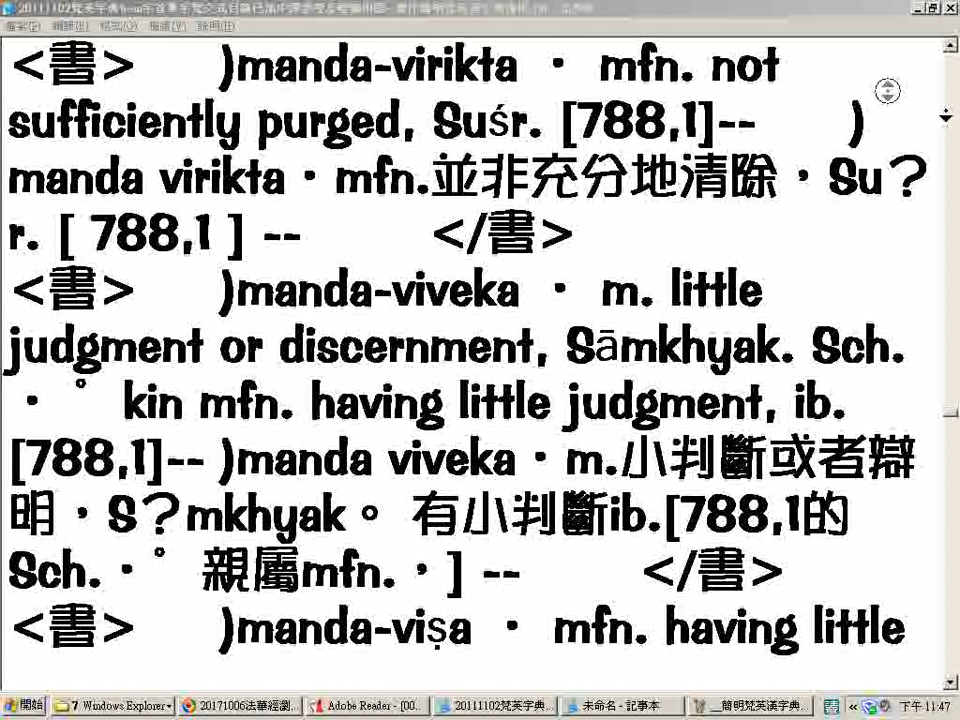 <書>　　)manda-virikta ‧ mfn. not
sufficiently purged, Suśr. [788,1]--　　)
manda virikta‧mfn.並非充分地清除，Su？
r. [ 788,1 ] --　　　</書>
<書>　　)manda-viveka ‧ m. little
judgment or discernment, Sāmkhyak. Sch.
‧ ゜ kin mfn. having little judgment, ib.
[788,1]-- )manda viveka‧m.小判斷或者辯
明，S？mkhyak。 有小判斷ib.[788,1的
Sch.‧゜親屬mfn.，] --　　　</書>
<書>　　)manda-viṣa ‧ mfn. having little
開始 7 Windows Explorer 20171006法華經瀏... Adobe Reader - [00... 20111102梵英字典... 未命名 - 記事本 __簡明梵英漢字典... « 下午 11:47